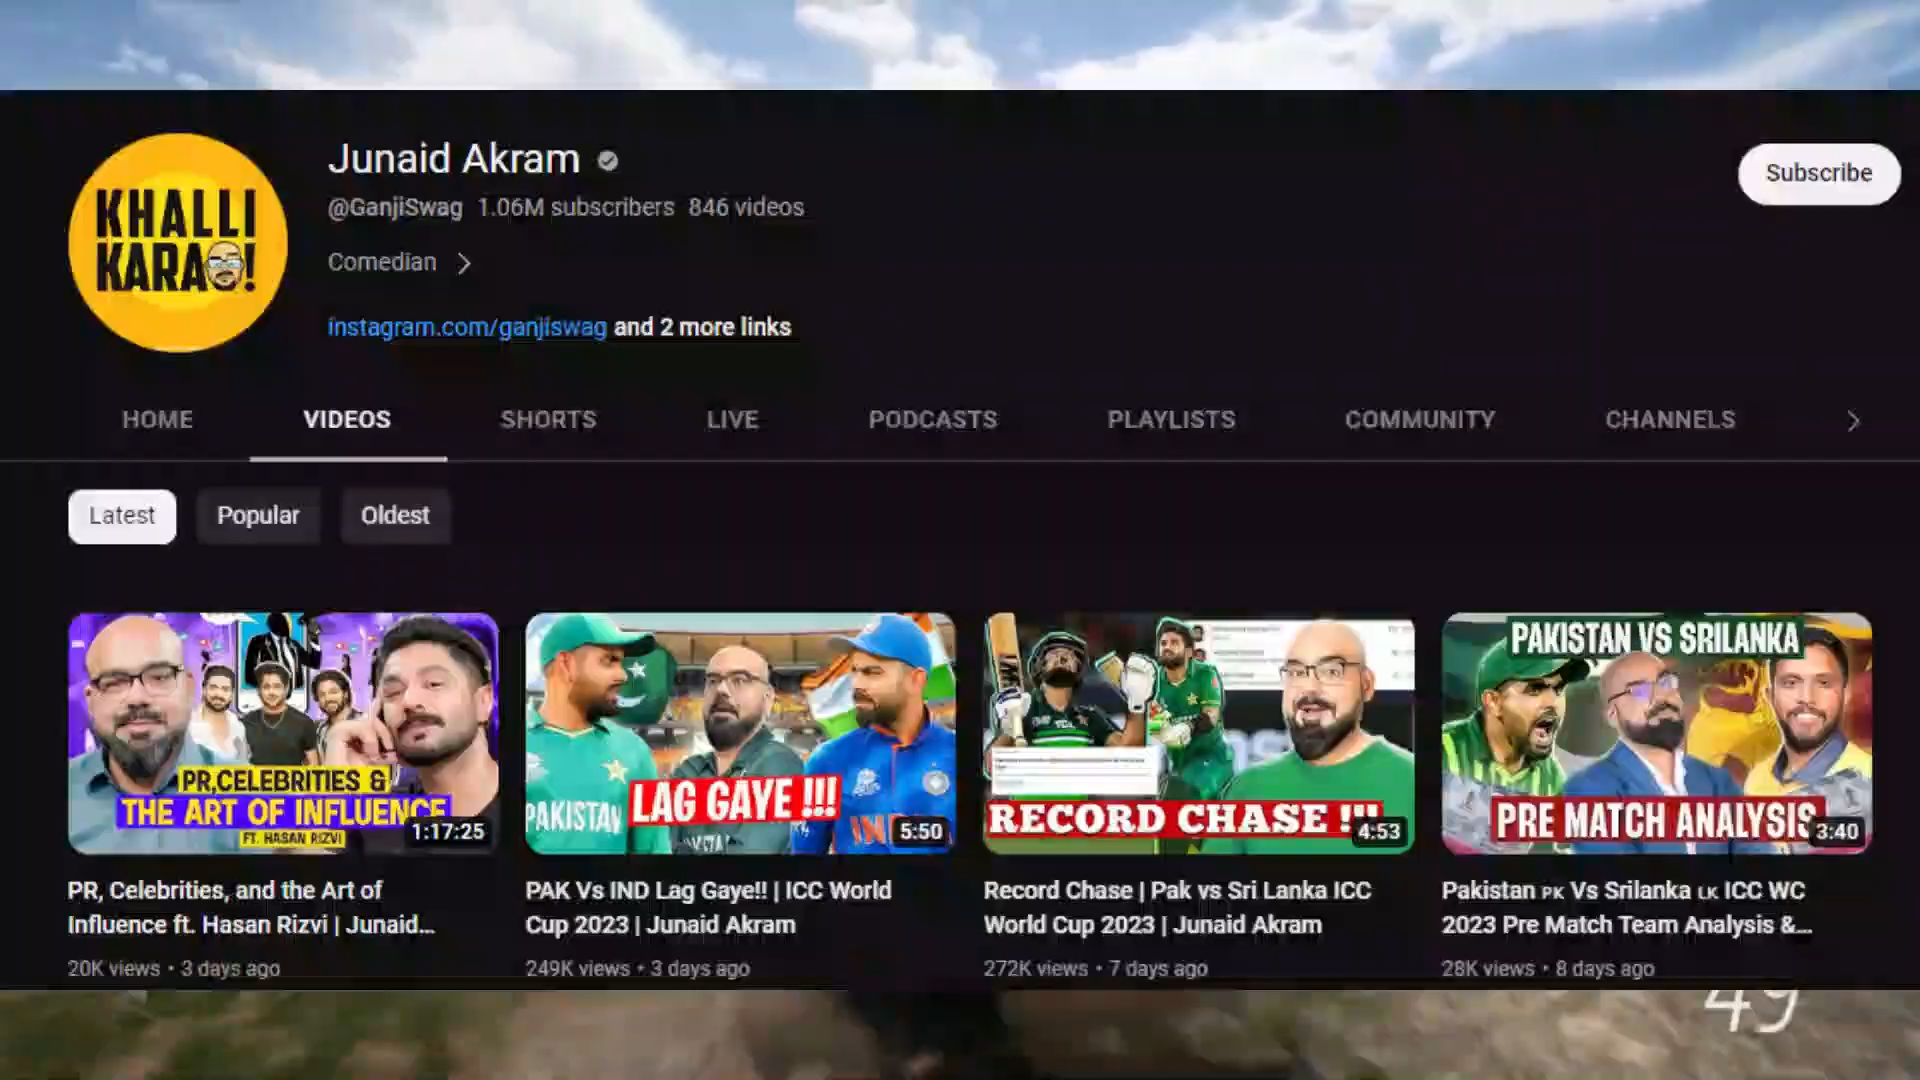 KHALLI
KARAO!
Junaid Akram
@GanjiSwag 1.06M subscribers 846 videos
Comedian
instagram.com/ganjiswag and 2 more links
Subscribe
HOME VIDEOS SHORTS LIVE PODCASTS PLAYLISTS COMMUNITY CHANNELS
Latest Popular Oldest
PR,CELEBRITIES &
THE ART OF INFLUENCE
FT. HASAN RIZVI
1:17:25
PAKISTAN
LAG GAYE !!!
IND
5:50
RECORD CHASE !!!
4:53
PAKISTAN VS SRILANKA
PRE MATCH ANALYSIS
3:40
PR, Celebrities, and the Art of
Influence ft. Hasan Rizvi | Junaid...
20K views • 3 days ago
PAK Vs IND Lag Gaye!! | ICC World
Cup 2023 | Junaid Akram
249K views • 3 days ago
Record Chase | Pak vs Sri Lanka ICC
World Cup 2023 | Junaid Akram
272K views • 7 days ago
Pakistan PK Vs Srilanka LK ICC WC
2023 Pre Match Team Analysis &...
28K views • 8 days ago
49